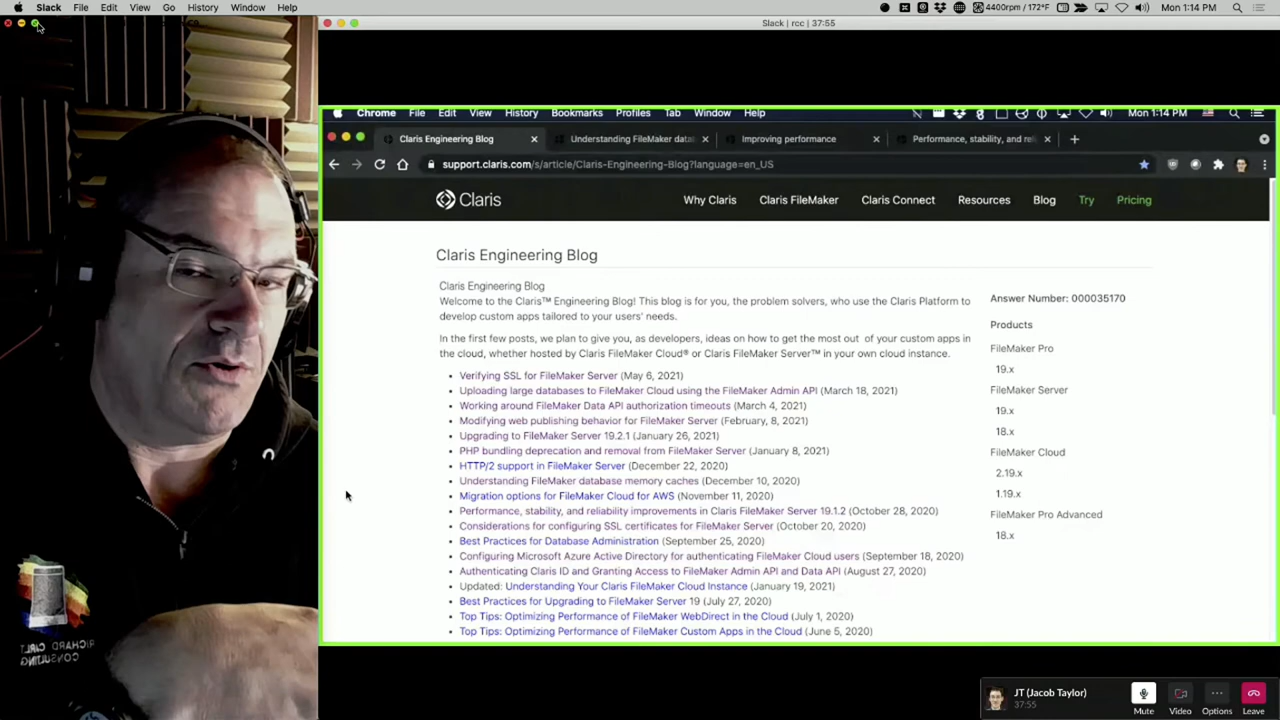 Slack File Edit View Go History Window Help 4400rpm / 172°F Mon 1:14 PM
Slack | rcc | 37:55
Chrome File Edit View History Bookmarks Profiles Tab Window Help Mon 1:14 PM
Claris Engineering Blog Understanding FileMaker data Improving performance Performance, stability, and reli
support.claris.com/s/article/Claris-Engineering-Blog?language=en_US
Claris Why Claris Claris FileMaker Claris Connect Resources Blog Try Pricing
Claris Engineering Blog
Claris Engineering Blog
Welcome to the Claris™ Engineering Blog! This blog is for you, the problem solvers, who use the Claris Platform to
develop custom apps tailored to your users' needs.
In the first few posts, we plan to give you, as developers, ideas on how to get the most out of your custom apps in
the cloud, whether hosted by Claris FileMaker Cloud® or Claris FileMaker Server™ in your own cloud instance.
Verifying SSL for FileMaker Server (May 6, 2021)
Uploading large databases to FileMaker Cloud using the FileMaker Admin API (March 18, 2021)
Working around FileMaker Data API authorization timeouts (March 4, 2021)
Modifying web publishing behavior for FileMaker Server (February, 8, 2021)
Upgrading to FileMaker Server 19.2.1 (January 26, 2021)
PHP bundling deprecation and removal from FileMaker Server (January 8, 2021)
HTTP/2 support in FileMaker Server (December 22, 2020)
Understanding FileMaker database memory caches (December 10, 2020)
Migration options for FileMaker Cloud for AWS (November 11, 2020)
Performance, stability, and reliability improvements in Claris FileMaker Server 19.1.2 (October 28, 2020)
Considerations for configuring SSL certificates for FileMaker Server (October 20, 2020)
Best Practices for Database Administration (September 25, 2020)
Configuring Microsoft Azure Active Directory for authenticating FileMaker Cloud users (September 18, 2020)
Authenticating Claris ID and Granting Access to FileMaker Admin API and Data API (August 27, 2020)
Updated: Understanding Your Claris FileMaker Cloud Instance (January 19, 2021)
Best Practices for Upgrading to FileMaker Server 19 (July 27, 2020)
Top Tips: Optimizing Performance of FileMaker WebDirect in the Cloud (July 1, 2020)
Top Tips: Optimizing Performance of FileMaker Custom Apps in the Cloud (June 5, 2020)
Answer Number: 000035170
Products
FileMaker Pro
19.x
FileMaker Server
19.x
18.x
FileMaker Cloud
2.19.x
1.19.x
FileMaker Pro Advanced
18.x
RICHARD CARLT
CONSULTING
JT (Jacob Taylor)
37:55
Mute Video Options Leave